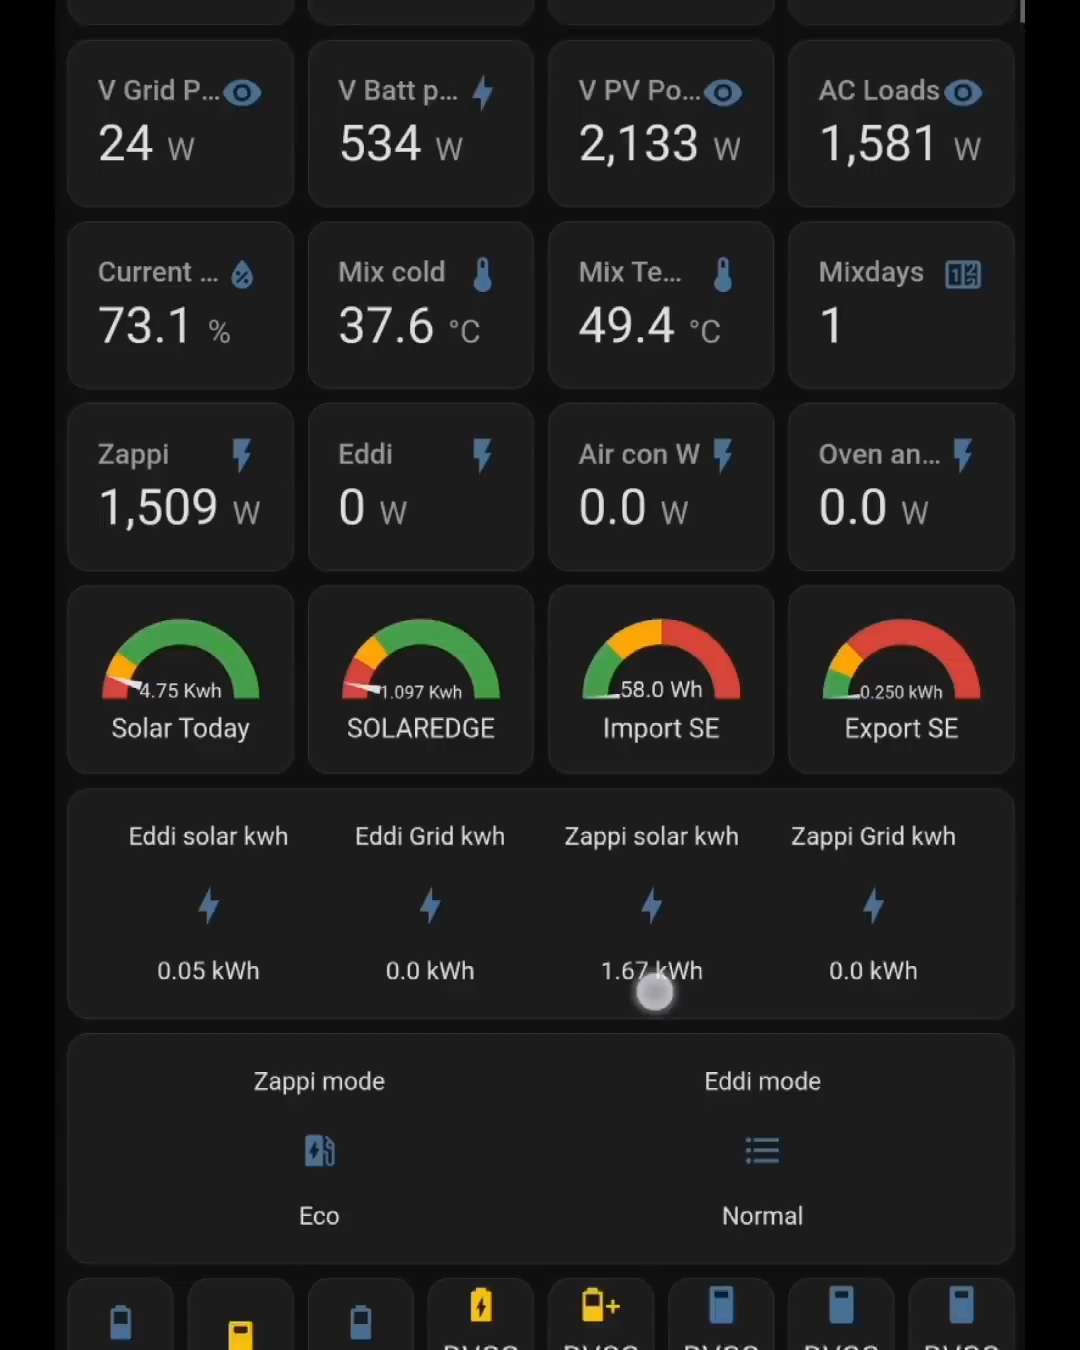 V Grid P... V Batt p... V PV Po... AC Loads
24 W 534 W 2,133 W 1,581 W
Current ... Mix cold Mix Te... Mixdays
73.1 % 37.6 °C 49.4 °C 1
Zappi Eddi Air con W Oven an...
1,509 W 0 W 0.0 W 0.0 W
4.75 Kwh 1.097 Kwh 58.0 Wh 0.250 kWh
Solar Today SOLAREDGE Import SE Export SE
Eddi solar kwh Eddi Grid kwh Zappi solar kwh Zappi Grid kwh
0.05 kWh 0.0 kWh 1.67 kWh 0.0 kWh
Zappi mode Eddi mode
Eco Normal